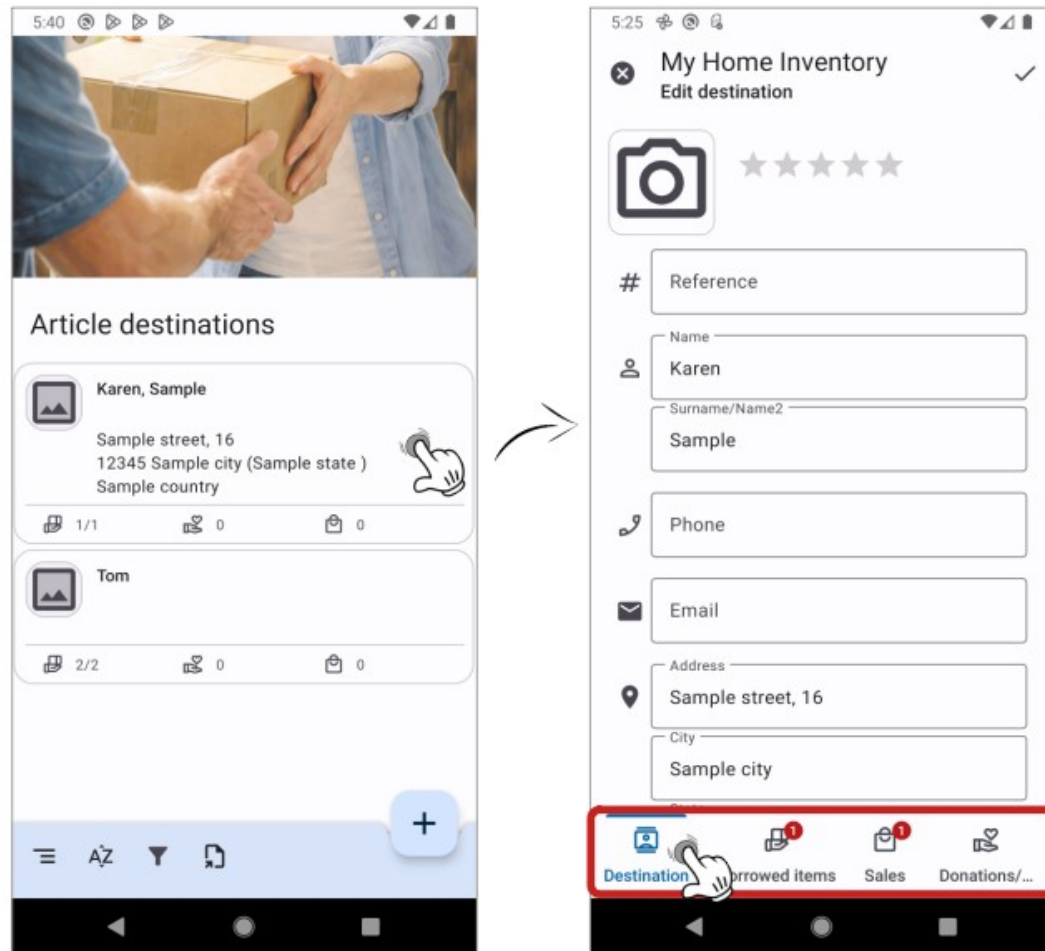 5:40
Article destinations
Karen, Sample
Sample street, 16
12345 Sample city (Sample state )
Sample country
1/1 0 0
Tom
2/2 0 0
AZ
5:25
My Home Inventory
Edit destination
# Reference
Name
Karen
Surname/Name2
Sample
Phone
Email
Address
Sample street, 16
City
Sample city
1 1
Destination orrowed items Sales Donations/...